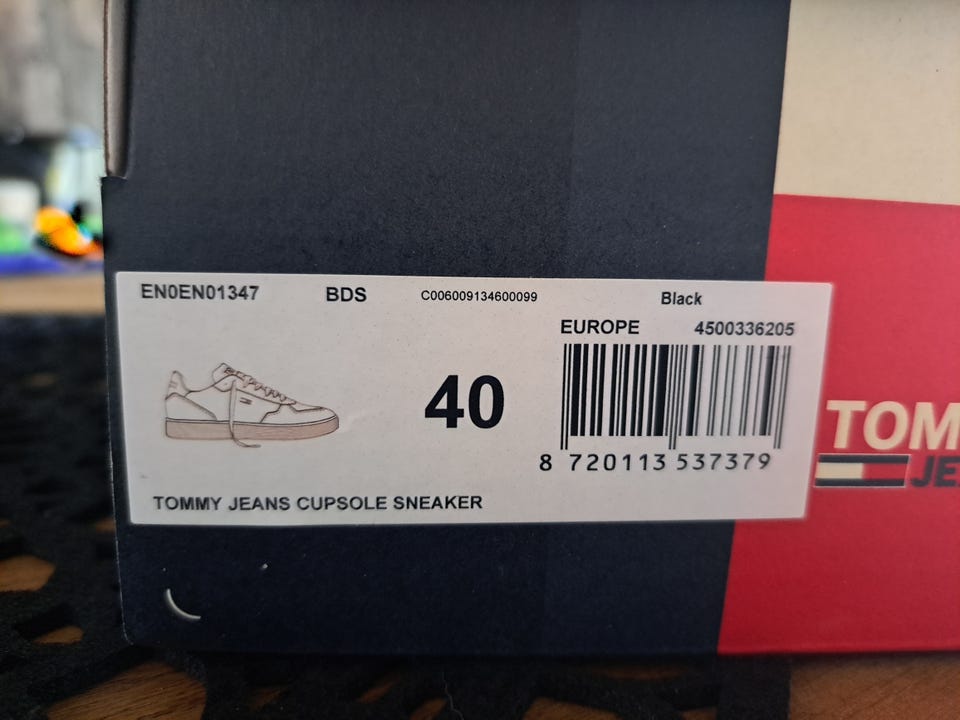 EN0EN01347 BDS C006009134600099 Black
EUROPE 4500336205
40
8 720113 537379
TOMMY JEANS CUPSOLE SNEAKER
TOM
JE